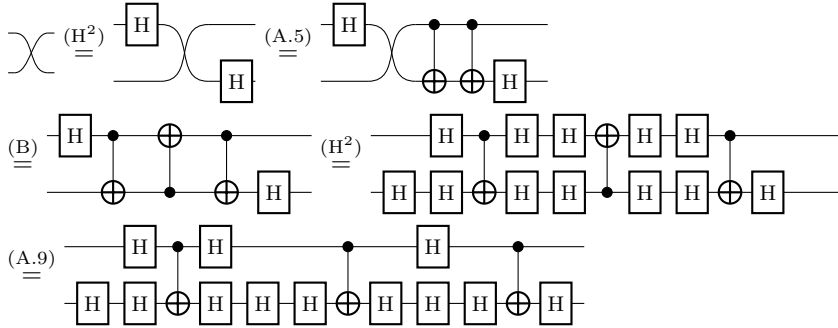 H H
(H²) = (A.5) =
H H
H H H H H H
(B) = (H²) =
H H H H H H H H
H H H
(A.9) =
H H H H H H H H H